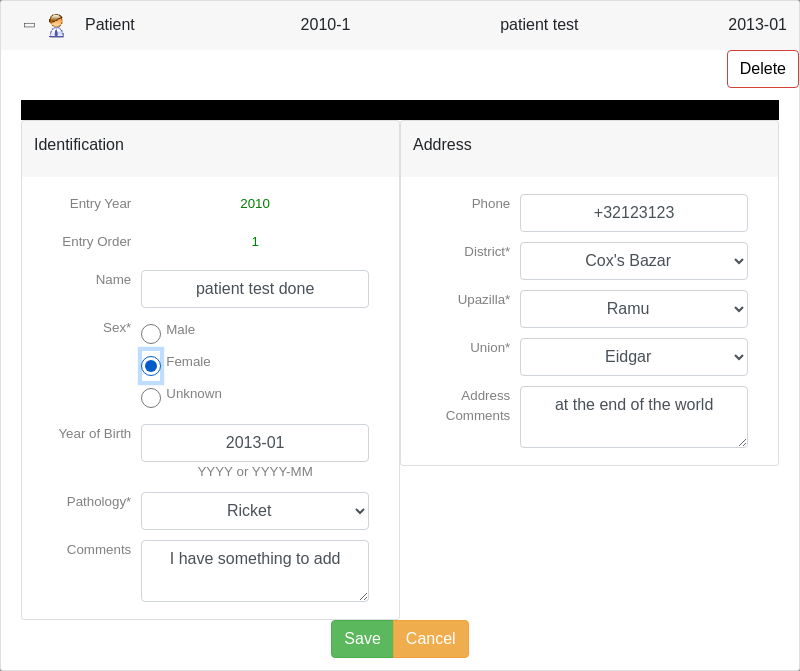 Patient 2010-1 patient test 2013-01
Delete
Identification
Entry Year 2010
Entry Order 1
Name patient test done
Sex* Male
Female
Unknown
Year of Birth 2013-01
YYYY or YYYY-MM
Pathology* Ricket
Comments I have something to add
Address
Phone +32123123
District* Cox's Bazar
Upazilla* Ramu
Union* Eidgar
Address
Comments
at the end of the world
Save Cancel